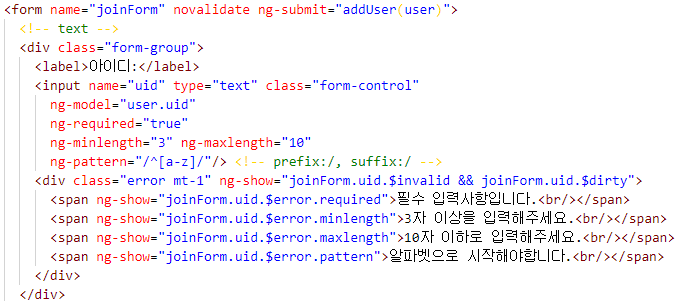 <form name="joinForm" novalidate ng-submit="addUser(user)">
<!-- text -->
<div class="form-group">
<label>아이디:</label>
<input name="uid" type="text" class="form-control"
ng-model="user.uid"
ng-required="true"
ng-minlength="3" ng-maxlength="10"
ng-pattern="/^[a-z]/"/> <!-- prefix:/, suffix:/ -->
<div class="error mt-1" ng-show="joinForm.uid.$invalid && joinForm.uid.$dirty">
<span ng-show="joinForm.uid.$error.required">필수 입력사항입니다.<br/></span>
<span ng-show="joinForm.uid.$error.minlength">3자 이상을 입력해주세요.<br/></span>
<span ng-show="joinForm.uid.$error.maxlength">10자 이하로 입력해주세요.<br/></span>
<span ng-show="joinForm.uid.$error.pattern">알파벳으로 시작해야합니다.<br/></span>
</div>
</div>